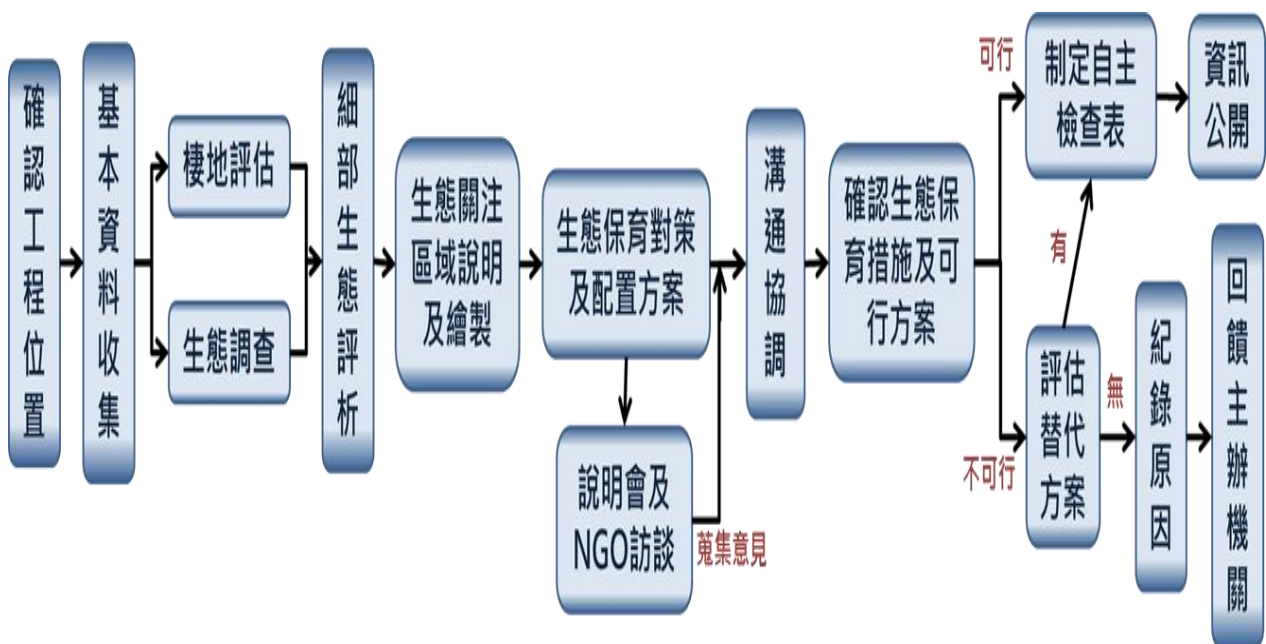 確認工程位置
基本資料收集
棲地評估
生態調查
細部生態評析
生態關注
區域說明
及繪製
生態保育對策
及配置方案
說明會及
NGO訪談
蒐集意見
溝通協調
確認生態保
育措施及可
行方案
可行
不可行
制定自主
檢查表
資訊
公開
有
評估
替代
方案
無
紀錄原因
回饋主辦機關